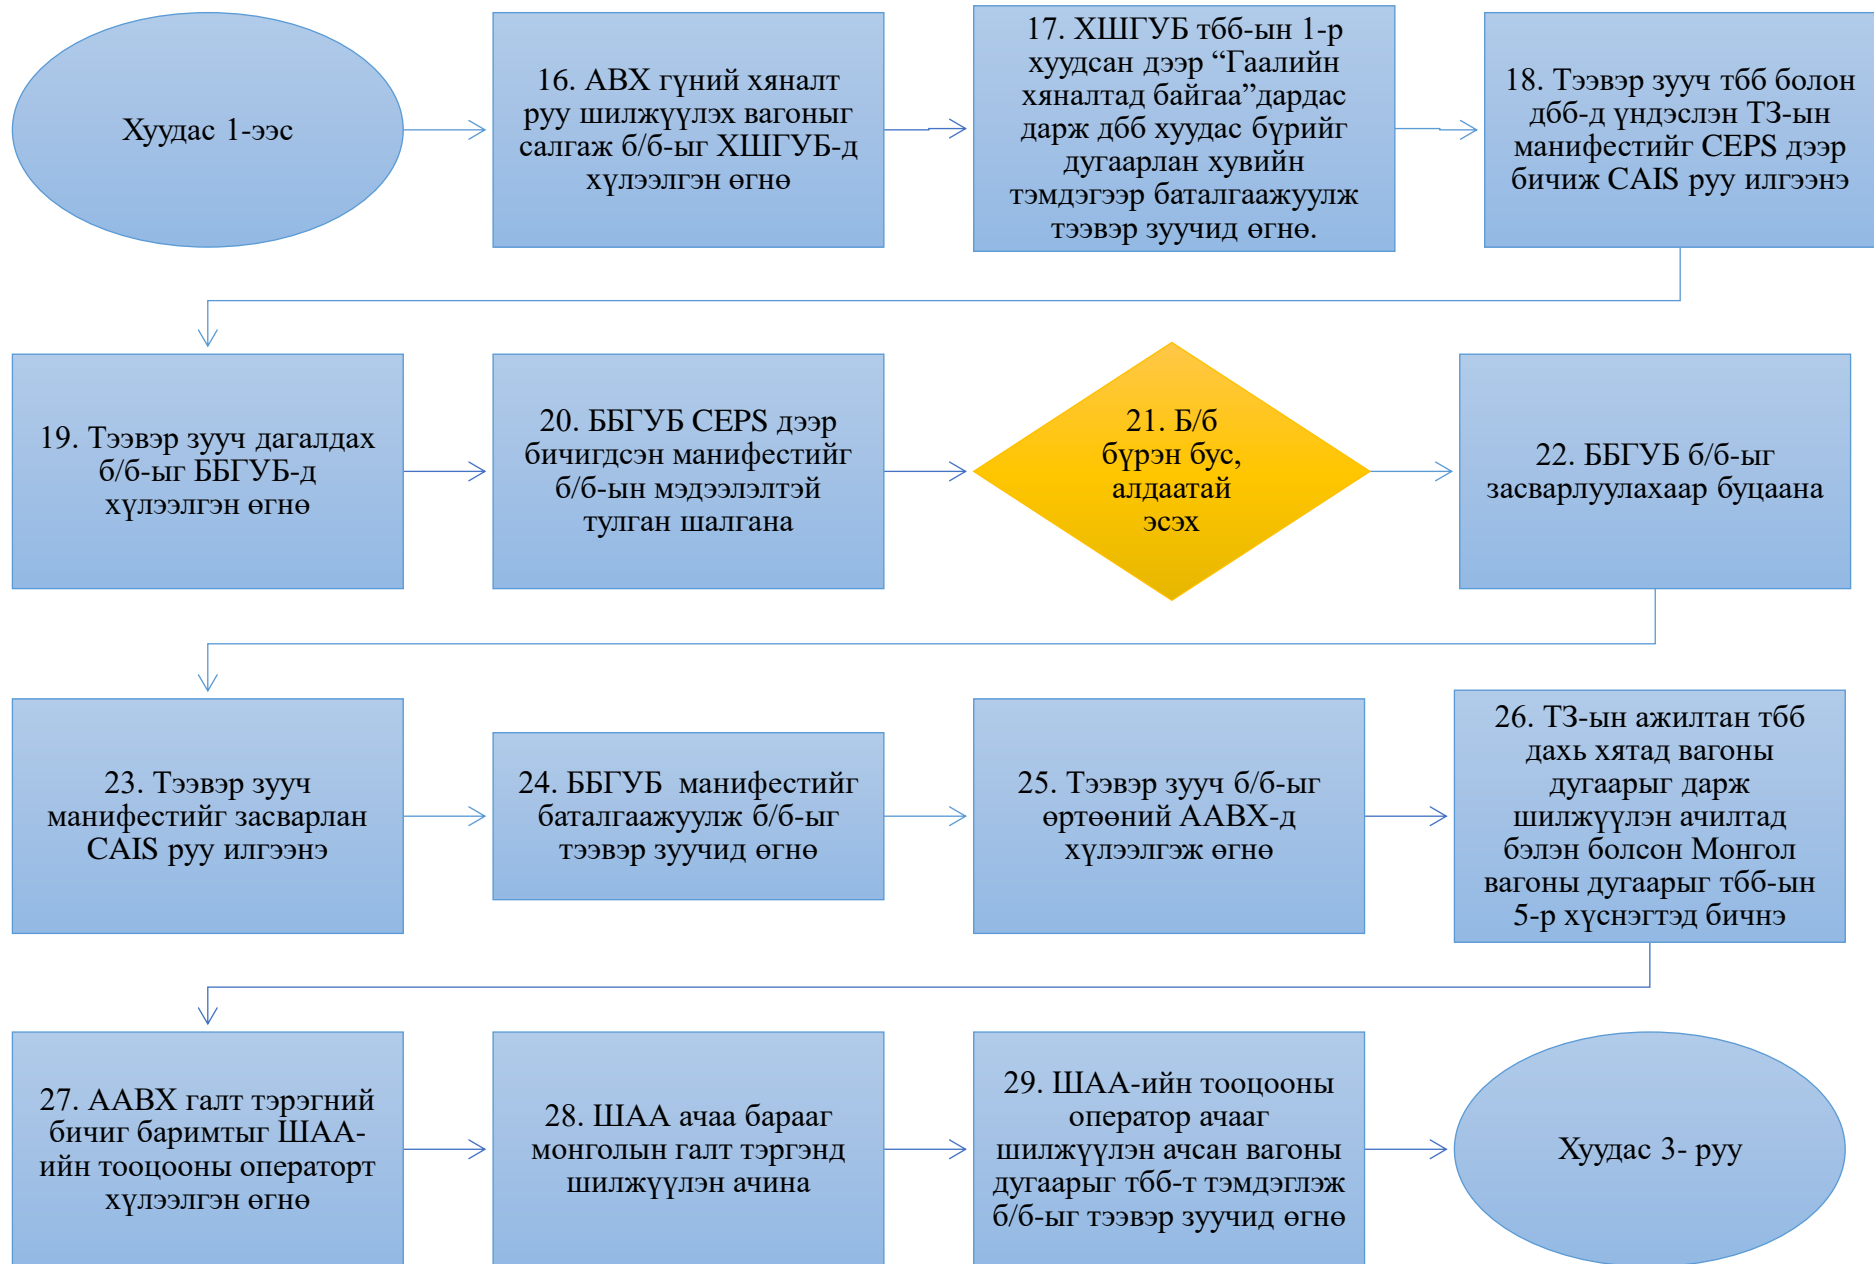 Хуудас 1-ээс
16. АВХ гүний хяналт
руу шилжүүлэх вагоныг
салгаж б/б-ыг ХШГУБ-д
хүлээлгэн өгнө
17. ХШГУБ тбб-ын 1-р
хуудсан дээр “Гаалийн
хяналтад байгаа”дардас
дарж дбб хуудас бүрийг
дугаарлан хувийн
тэмдэгээр баталгаажуулж
тээвэр зуучид өгнө.
18. Тээвэр зууч тбб болон
дбб-д үндэслэн ТЗ-ын
манифестийг CEPS дээр
бичиж CAIS руу илгээнэ
19. Тээвэр зууч дагалдах
б/б-ыг ББГУБ-д
хүлээлгэн өгнө
20. ББГУБ CEPS дээр
бичигдсэн манифестийг
б/б-ын мэдээлэлтэй
тулган шалгана
21. Б/б
бүрэн бус,
алдаатай
эсэх
22. ББГУБ б/б-ыг
засварлуулахаар буцаана
23. Тээвэр зууч
манифестийг засварлан
CAIS руу илгээнэ
24. ББГУБ  манифестийг
баталгаажуулж б/б-ыг
тээвэр зуучид өгнө
25. Тээвэр зууч б/б-ыг
өртөөний ААВХ-д
хүлээлгэж өгнө
26. ТЗ-ын ажилтан тбб
дахь хятад вагоны
дугаарыг дарж
шилжүүлэн ачилтад
бэлэн болсон Монгол
вагоны дугаарыг тбб-ын
5-р хүснэгтэд бичнэ
27. ААВХ галт тэрэгний
бичиг баримтыг ШАА-
ийн тооцооны операторт
хүлээлгэн өгнө
28. ШАА ачаа барааг
монголын галт тэргэнд
шилжүүлэн ачина
29. ШАА-ийн тооцооны
оператор ачааг
шилжүүлэн ачсан вагоны
дугаарыг тбб-т тэмдэглэж
б/б-ыг тээвэр зуучид өгнө
Хуудас 3- руу